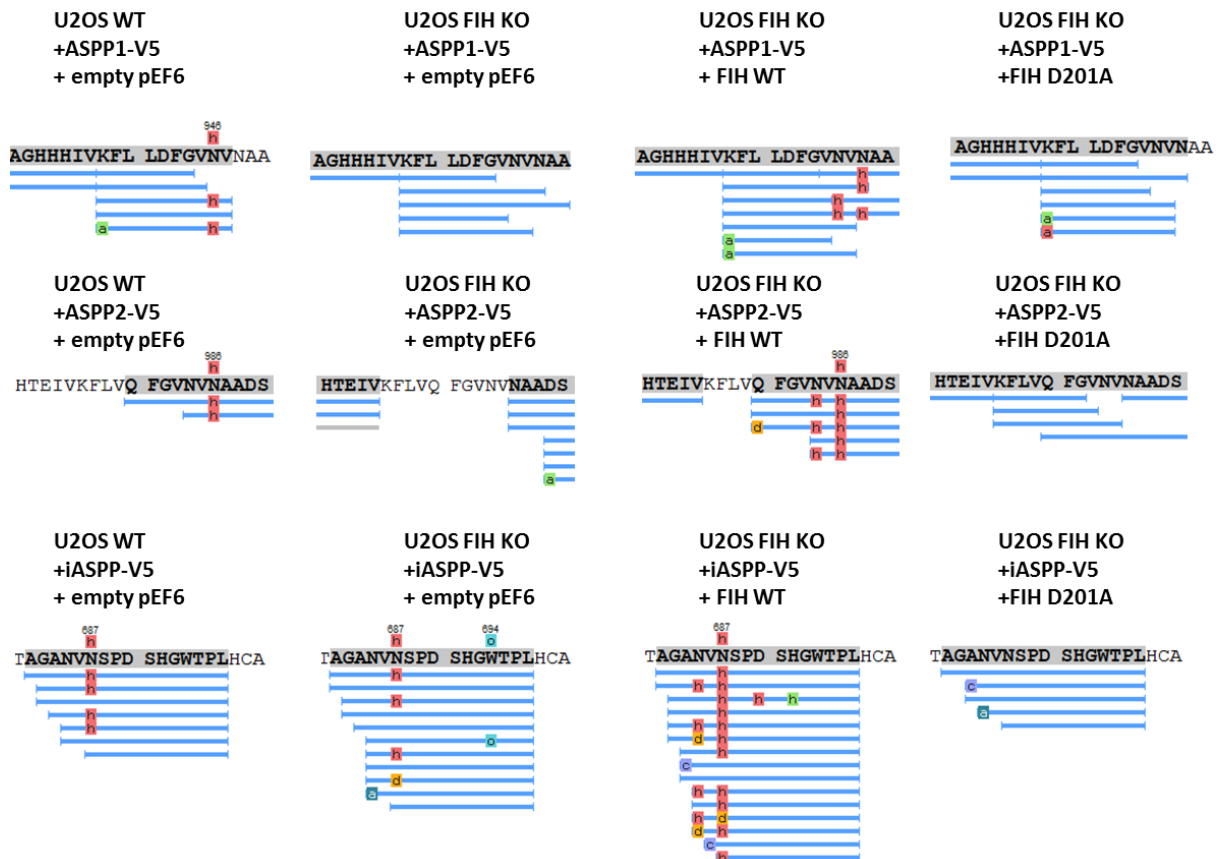 U2OS WT
+ASPP1-V5
+ empty pEF6
U2OS FIH KO
+ASPP1-V5
+ empty pEF6
U2OS FIH KO
+ASPP1-V5
+ FIH WT
U2OS FIH KO
+ASPP1-V5
+FIH D201A
946
h
AGHHHIVKFL LDFGVNVNAA
h
a h
AGHHHIVKFL LDFGVNVNAA
AGHHHIVKFL LDFGVNVNAA
h
h
h
h h
a
a
AGHHHIVKFL LDFGVNVNAA
a
a
U2OS WT
+ASPP2-V5
+ empty pEF6
U2OS FIH KO
+ASPP2-V5
+ empty pEF6
U2OS FIH KO
+ASPP2-V5
+ FIH WT
U2OS FIH KO
+ASPP2-V5
+FIH D201A
986
h
HTEIVKFLVQ FGVNVNAADS
h
h
HTEIVKFLVQ FGVNVNAADS
a
986
h
HTEIVKFLVQ FGVNVNAADS
h h
h
d h h
h
h h
HTEIVKFLVQ FGVNVNAADS
U2OS WT
+iASPP-V5
+ empty pEF6
U2OS FIH KO
+iASPP-V5
+ empty pEF6
U2OS FIH KO
+iASPP-V5
+ FIH WT
U2OS FIH KO
+iASPP-V5
+FIH D201A
687
h
TAGANVNSPD SHGWTPLHCA
h
h
h
h
687 694
h o
TAGANVNSPD SHGWTPLHCA
h
h
o
h
d
a
687
h
TAGANVNSPD SHGWTPLHCA
h
h h
h h h
h
h h
d h
h
c
h h
h
h d
d h
c
h
TAGANVNSPD SHGWTPLHCA
c
a